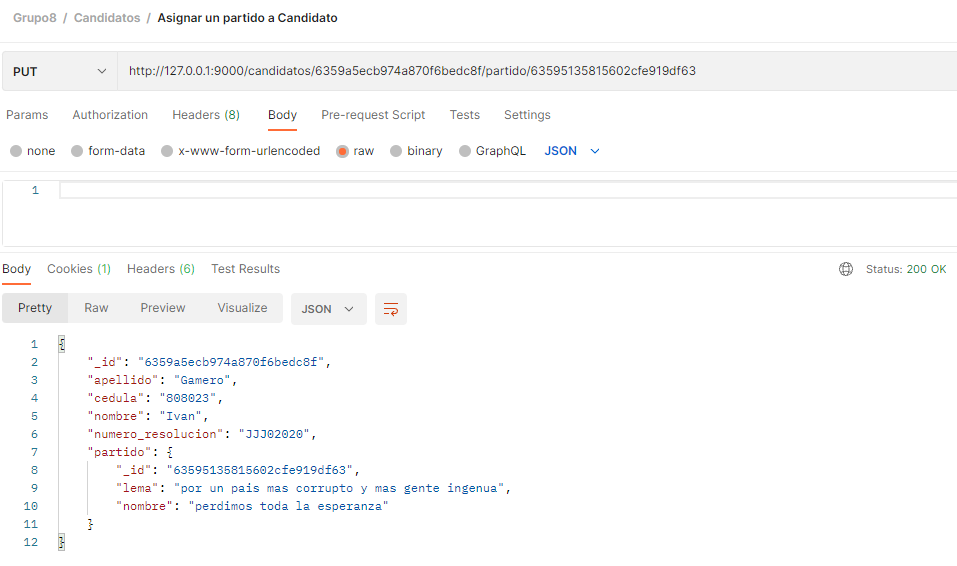 Grupo8 / Candidatos / Asignar un partido a Candidato
PUT http://127.0.0.1:9000/candidatos/6359a5ecb974a870f6bedc8f/partido/63595135815602cfe919df63
Params Authorization Headers (8) Body Pre-request Script Tests Settings
none form-data x-www-form-urlencoded raw binary GraphQL JSON
1
Body Cookies (1) Headers (6) Test Results Status: 200 OK
Pretty Raw Preview Visualize JSON
1 {
2 "_id": "6359a5ecb974a870f6bedc8f",
3 "apellido": "Gamero",
4 "cedula": "808023",
5 "nombre": "Ivan",
6 "numero_resolucion": "JJJ02020",
7 "partido": {
8 "_id": "63595135815602cfe919df63",
9 "lema": "por un pais mas corrupto y mas gente ingenua",
10 "nombre": "perdimos toda la esperanza"
11 }
12 }